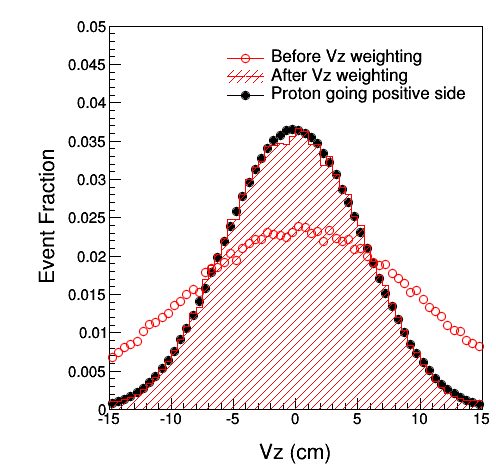 0.05
0.045
0.04
0.035
0.03
0.025
0.02
0.015
0.01
0.005
0
Event Fraction
Before Vz weighting
After Vz weighting
Proton going positive side
-15 -10 -5 0 5 10 15
Vz (cm)